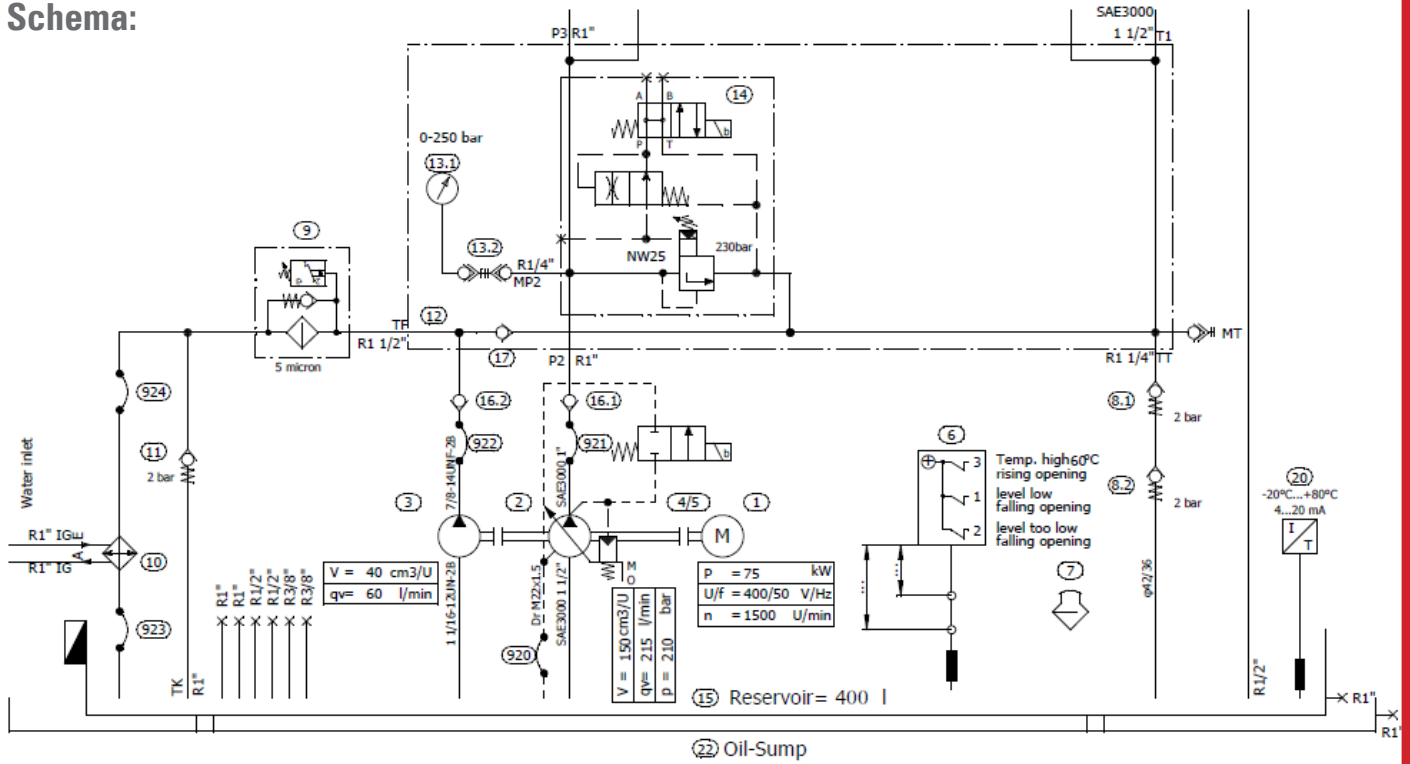 Schema:
SAE3000
P3 R1"
1 1/2" T1
14
A B
b
P T
0-250 bar
13.1
9
P
13.2
R1/4"
MP2
NW25
230bar
TF
12
R1 1/2"
17
MT
5 micron
P2 R1"
R1 1/4" TT
924
16.2
16.1
8.1
2 bar
922
921
b
Water inlet
11
2 bar
7/8-14UNF-2B
SAE3000 1"
6
3 Temp. high60°C
rising opening
1 level low
falling opening
2 level too low
falling opening
8.2
2 bar
20
-20°C...+80°C
4...20 mA
I
T
3
2
4/5
1
M
R1" IG E
A
R1" IG
10
V = 40 cm3/U
qv= 60 l/min
M
O
P = 75 kW
U/f = 400/50 V/Hz
n = 1500 U/min
7
...
...
φ42/36
R1"
R1"
R1/2"
R1/2"
R3/8"
R3/8"
1 1/16-12UN-2B
Dr M22x1.5
SAE3000 1 1/2"
V = 150 cm3/U
qv= 215 l/min
p = 210 bar
923
920
TK
R1"
R1/2"
15 Reservoir= 400 l
R1"
R1"
22 Oil-Sump